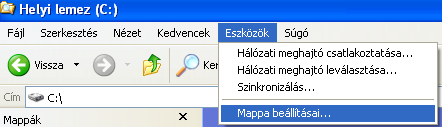 Helyi lemez (C:)
Fájl Szerkesztés Nézet Kedvencek Eszközök Súgó
Hálózati meghajtó csatlakoztatása...
Hálózati meghajtó leválasztása...
Szinkronizálás...
Mappa beállításai...
Vissza
Cím C:\
Mappák